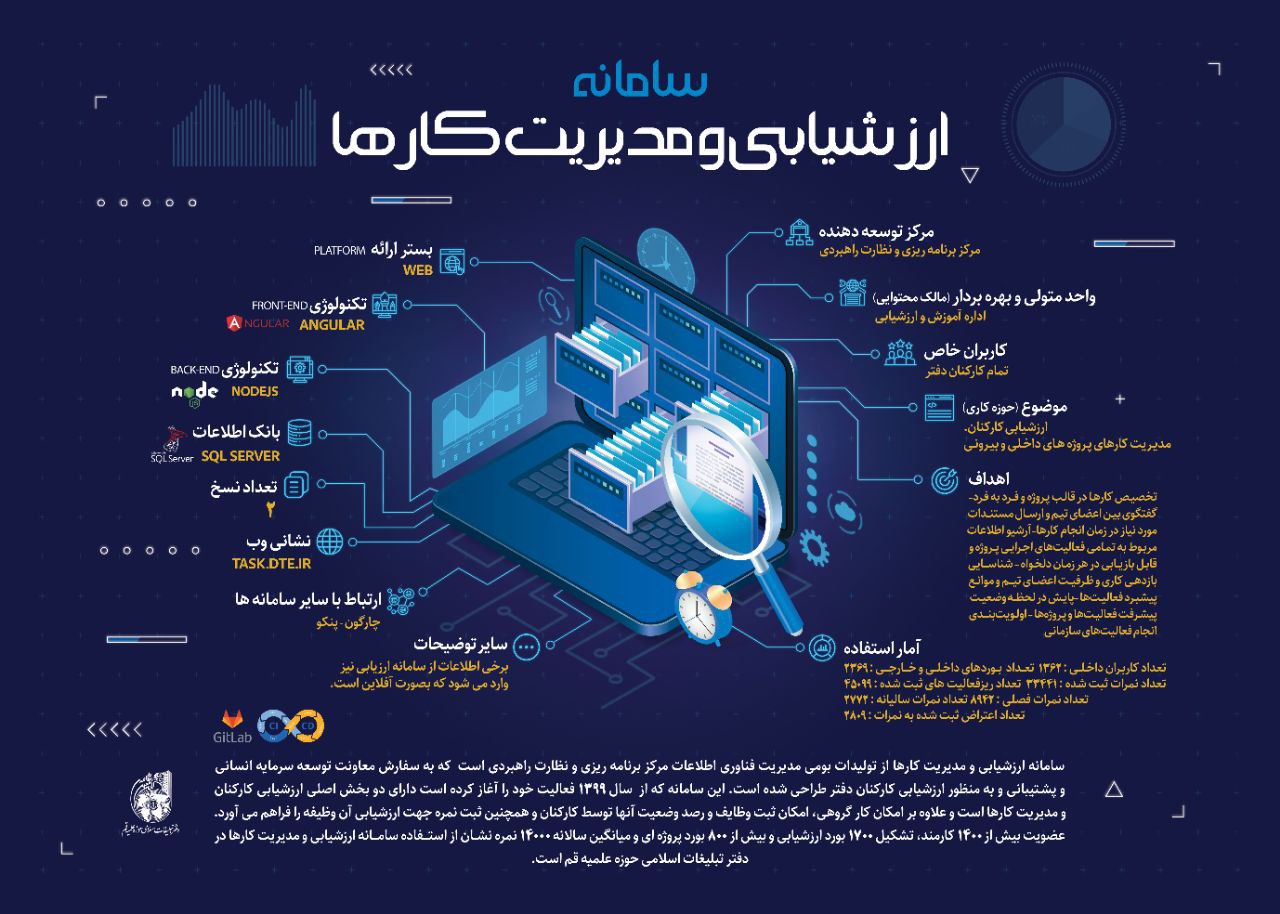 سامانه
ارزشیابی و مدیریت کارها
مرکز توسعه دهنده
مرکز برنامه ریزی و نظارت راهبردی
واحد متولی و بهره بردار (مالک محتوایی)
اداره آموزش و ارزشیابی
کاربران خاص
تمام کارکنان دفتر
موضوع (حوزه کاری)
ارزشیابی کارکنان-
مدیریت کارهای پروژه های داخلی و بیرونی
اهداف
تخصیص کارها در قالب پروژه و فرد به فرد-
گفتگوی بین اعضای تیم و ارسال مستندات
مورد نیاز در زمان انجام کارها-آرشیو اطلاعات
مربوط به تمامی فعالیت‌های اجرایی پروژه و
قابل بازیابی در هر زمان دلخواه - شناسایی
بازدهی کاری و ظرفیت اعضای تیم و موانع
پیشبرد فعالیت‌ها -پایش در لحظه وضعیت
پیشرفت فعالیت‌ها و پروژه‌ها - اولویت‌بندی
انجام فعالیت‌های سازمانی
آمار استفاده
تعداد کاربران داخلی : ۱۳۶۲ تعداد بوردهای داخلی و خارجی : ۲۳۶۹
تعداد نمرات ثبت شده : ۳۳۴۴۱ تعداد ریزفعالیت های ثبت شده : ۴۵۰۹۹
تعداد نمرات فصلی : ۸۹۴۲ تعداد نمرات سالیانه : ۲۷۷۲
تعداد اعتراض ثبت شده به نمرات : ۲۸۰۹
بستر ارائه PLATFORM
WEB
تکنولوژی FRONT-END
ANGULAR NGULAR
تکنولوژی BACK-END
NODEJS node JS
بانک اطلاعات
SQL SERVER SQL Server
تعداد نسخ
۲
نشانی وب
TASK.DTE.IR
ارتباط با سایر سامانه ها
چارگون - پنکو
سایر توضیحات
برخی اطلاعات از سامانه ارزیابی نیز
وارد می شود که بصورت آفلاین است.
GitLab CI CD
سامانه ارزشیابی و مدیریت کارها از تولیدات بومی مدیریت فناوری اطلاعات مرکز برنامه ریزی و نظارت راهبردی است که به سفارش معاونت توسعه سرمایه انسانی
و پشتیبانی و به منظور ارزشیابی کارکنان دفتر طراحی شده است. این سامانه که از سال ۱۳۹۹ فعالیت خود را آغاز کرده است دارای دو بخش اصلی ارزشیابی کارکنان
و مدیریت کارها است و علاوه بر امکان کار گروهی، امکان ثبت وظایف و رصد وضعیت آنها توسط کارکنان و همچنین ثبت نمره جهت ارزشیابی آن وظیفه را فراهم می آورد.
عضویت بیش از ۱۴۰۰ کارمند، تشکیل ۱۷۰۰ بورد ارزشیابی و بیش از ۸۰۰ بورد پروژه ای و میانگین سالانه ۱۴۰۰۰ نمره نشان از استفاده سامانه ارزشیابی و مدیریت کارها در
دفتر تبلیغات اسلامی حوزه علمیه قم است.
دفتر تبلیغات اسلامی حوزه علمیه قم